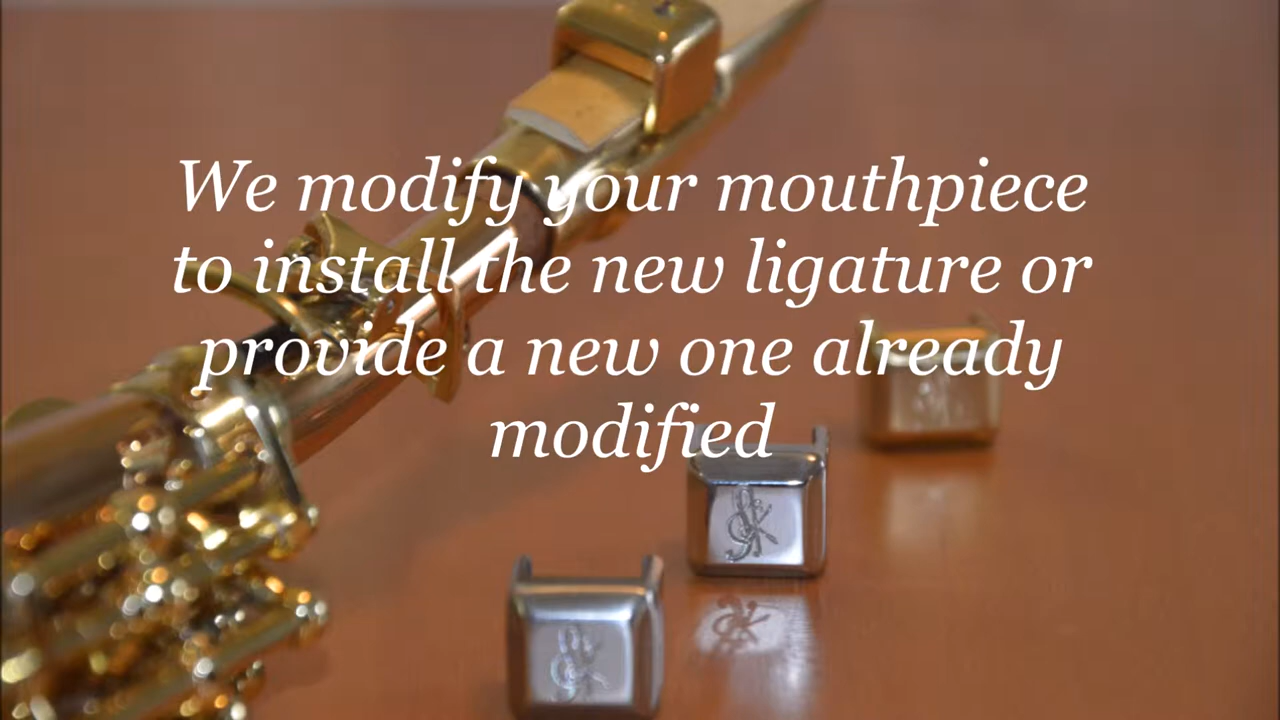 We modify your mouthpiece
to install the new ligature or
provide a new one already
modified